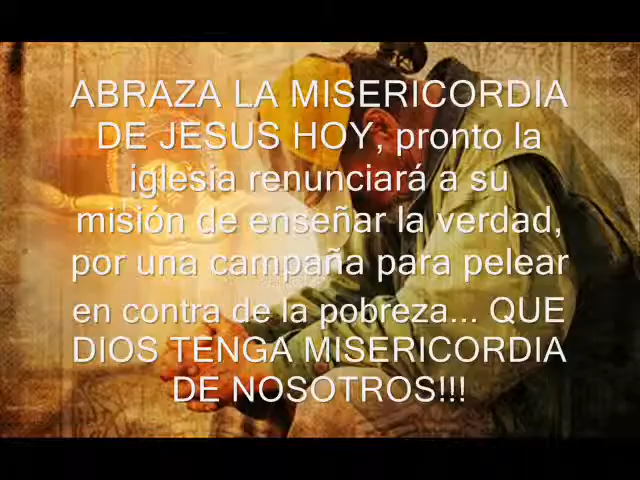 ABRAZA LA MISERICORDIA
DE JESUS HOY, pronto la
iglesia renunciará a su
misión de enseñar la verdad,
por una campaña para pelear
en contra de la pobreza... QUE
DIOS TENGA MISERICORDIA
DE NOSOTROS!!!